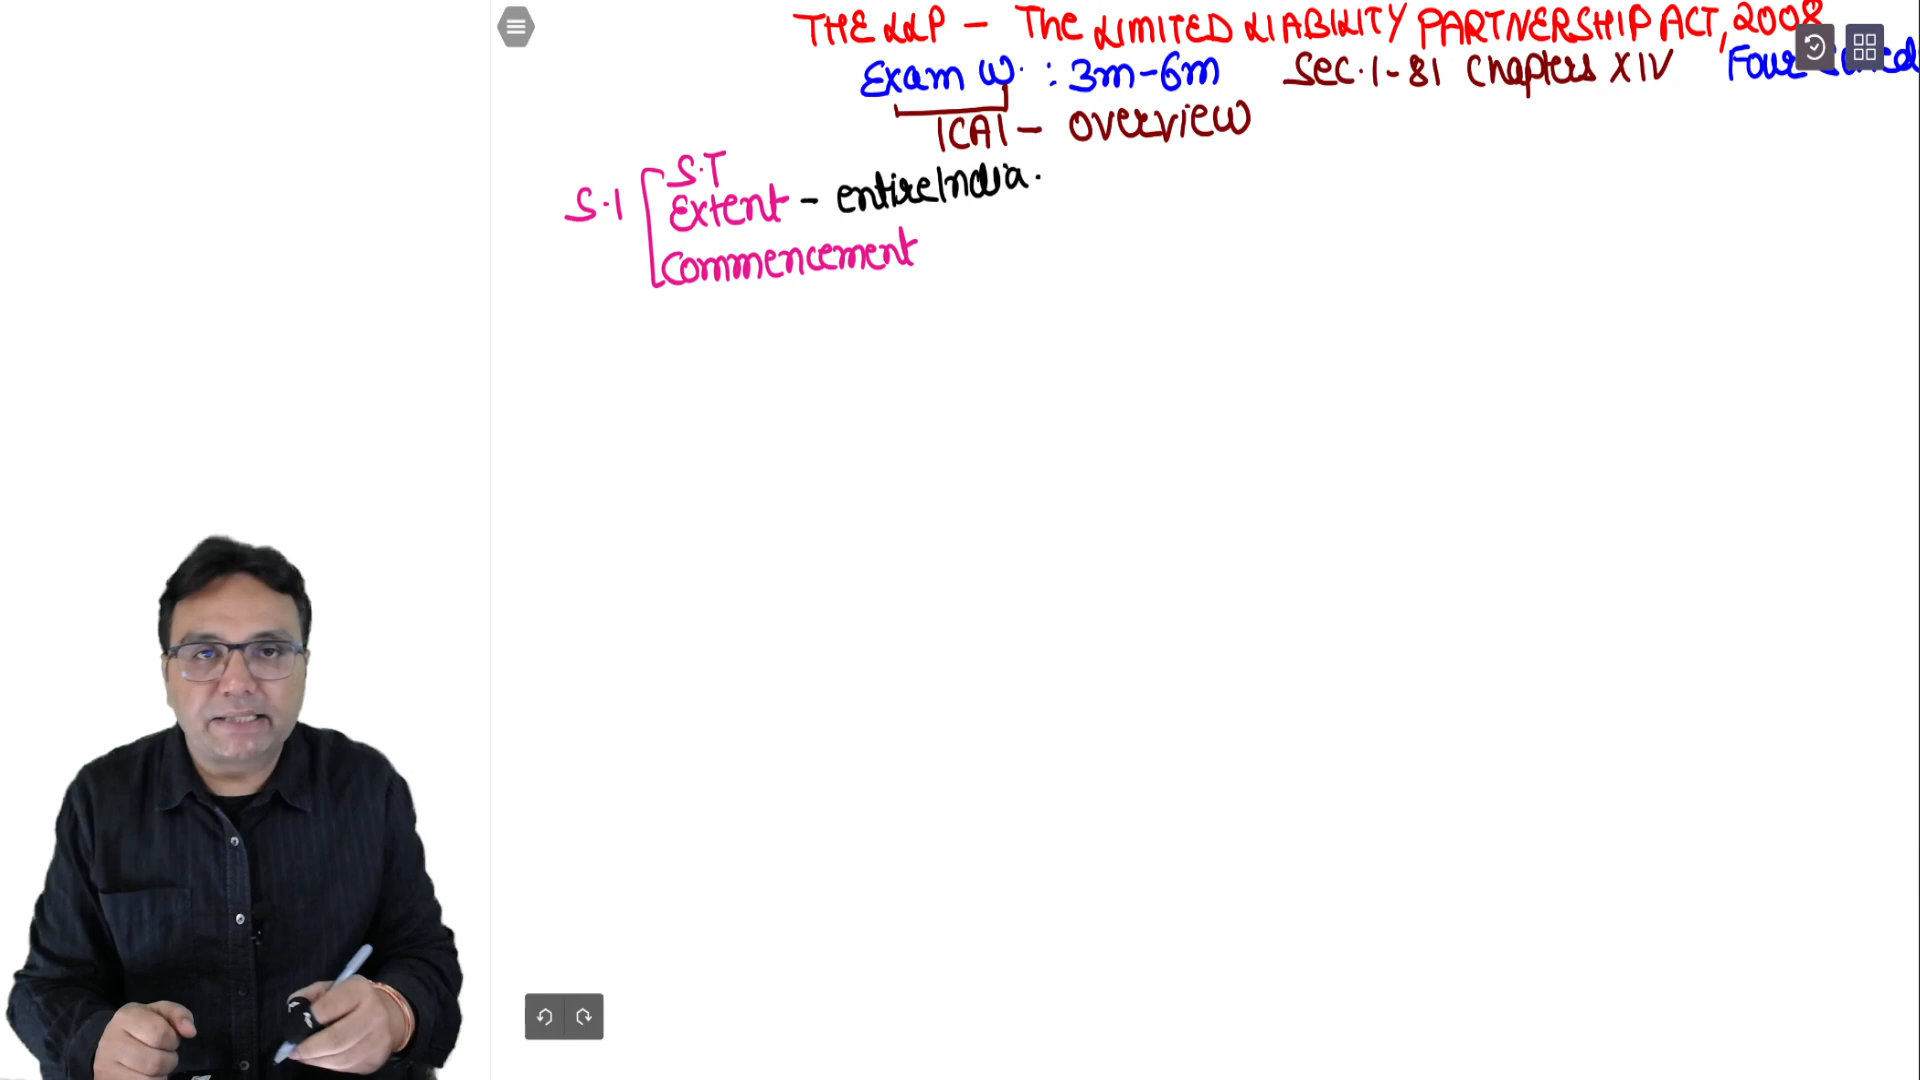 THE LLP - The LIMITED LIABILITY PARTNERSHIP ACT, 2008
Exam W. : 3m-6m Sec.1-81 Chapters XIV Four
ICAI - overview
S.1 S.T
Extent - entire India.
Commencement